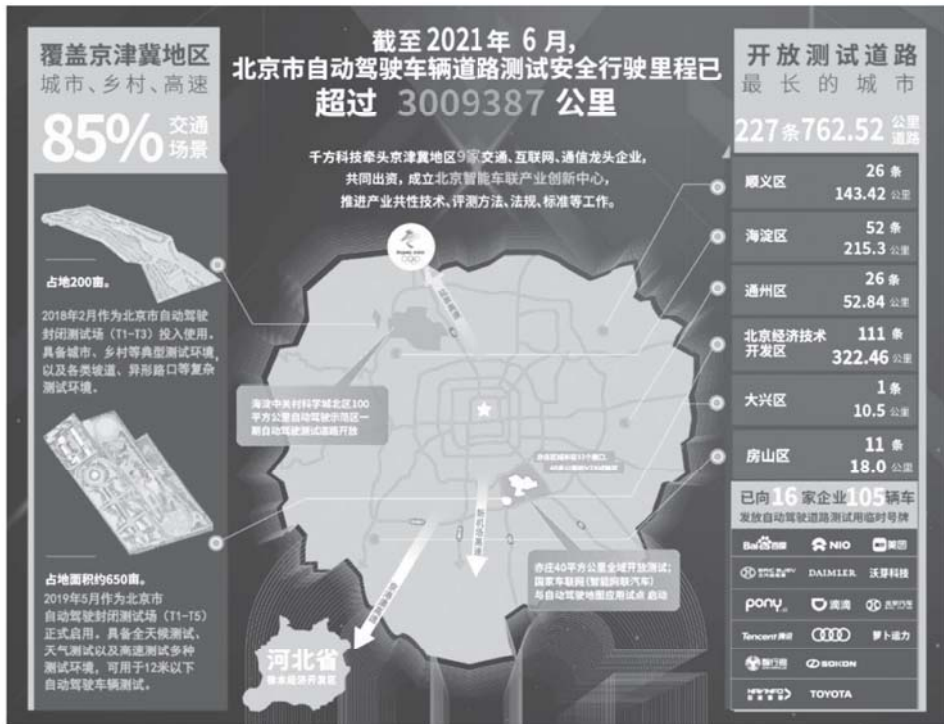 覆盖京津冀地区
城市、乡村、高速
85% 交通
场景
占地200亩。
2018年2月作为北京市自动驾驶
封闭测试场（T1-T3）投入使用。
具备城市、乡村等典型测试环境，
以及各类坡道、异形路口等复杂
测试环境。
占地面积约650亩。
2019年5月作为北京市
自动驾驶封闭测试场（T1-T5）
正式启用。具备全天候测试、
天气测试以及高速测试多种
测试环境，可用于12米以下
自动驾驶车辆测试。
截至2021年 6 月，
北京市自动驾驶车辆道路测试安全行驶里程已
超过 3009387 公里
千方科技牵头京津冀地区9家交通、互联网、通信龙头企业，
共同出资，成立北京智能车联产业创新中心，
推进产业共性技术、评测方法、法规、标准等工作。
海淀中关村科学城北区100
平方公里自动驾驶示范区一
期自动驾驶测试道路开放
新机场高速
亦庄40平方公里全域开放测试；
国家车联网(智能网联汽车)
与自动驾驶地图应用试点 启动
河北省
开放测试道路
最长的城市
227条762.52 公里
道路
顺义区 26 条
143.42 公里
海淀区 52 条
215.3 公里
通州区 26 条
52.84 公里
北京经济技术 111 条
开发区 322.46 公里
大兴区 1 条
10.5 公里
房山区 11 条
18.0 公里
已向16家企业105辆车
发放自动驾驶道路测试用临时号牌
Bai百度 NIO 美团
DAIMLER 沃芽科技
pony.ai 滴滴 北京汽车
Tencent 腾讯 萝卜运力
智行者 SOKON
TOYOTA